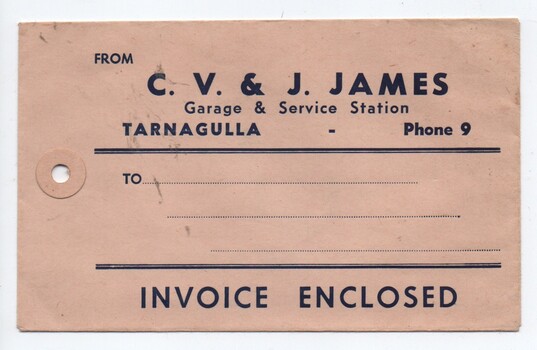 FROM
C. V. & J. JAMES
Garage & Service Station
TARNAGULLA - Phone 9
TO
INVOICE ENCLOSED